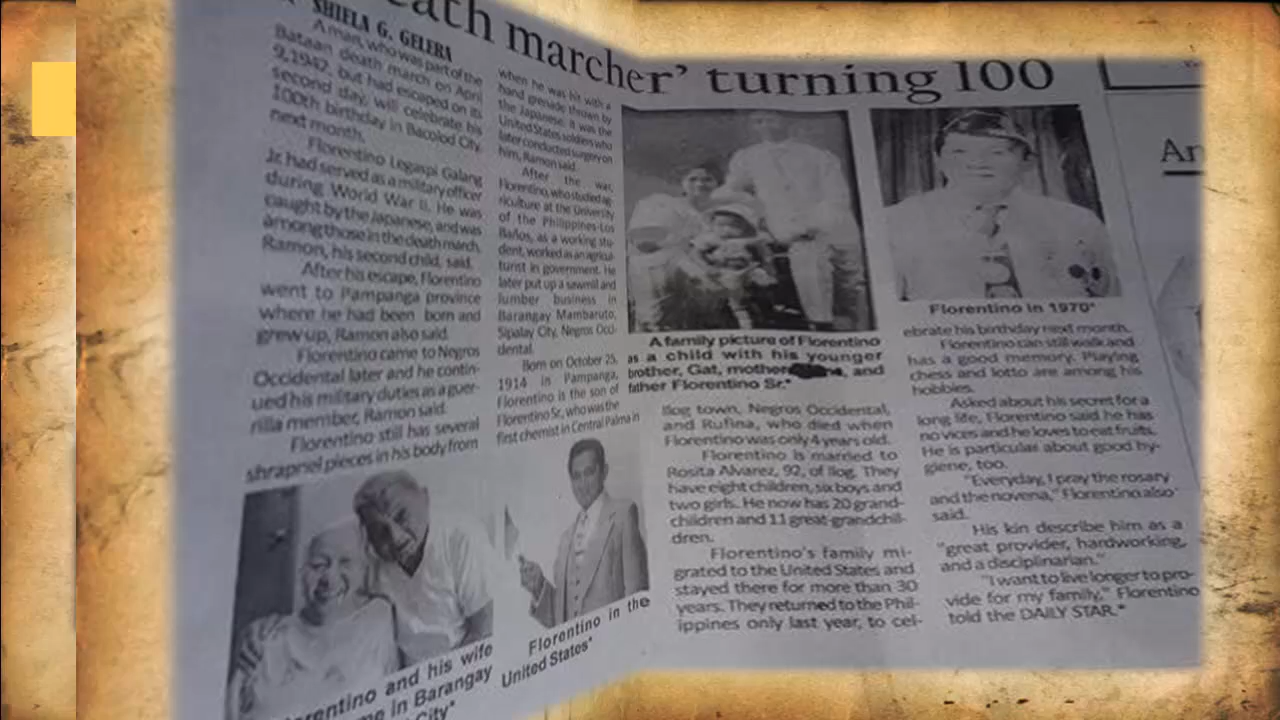 ath marcher’ turning 100
SHIELA G. GELERA
A man, who was part of the
Bataan death march on April
9,1942, but had escaped on its
second day, will celebrate his
100th birthday in Bacolod City
next month.
Florentino Legaspi Galang
Jr. had served as a military officer
during World War II. He was
caught by the Japanese, and was
among those in the death march,
Ramon, his second child, said.
After his escape, Florentino
went to Pampanga province
where he had been born and
grew up, Ramon also said.
Florentino came to Negros
Occidental later and he contin-
ued his military duties as a guer-
rilla member, Ramon said.
Florentino still has several
shrapnel pieces in his body from
when he was hit with a
hand grenade thrown by
the Japanese. It was the
United States soldiers who
later conducted surgery on
him, Ramon said.
After the war,
Florentino, who studied ag-
riculture at the University
of the Philippines-Los
Baños, as a working stu-
dent, worked as an agricul-
turist in government. He
later put up a sawmill and
lumber business in
Barangay Mambaruto,
Sipalay City, Negros Occi-
dental.
Born on October 25,
1914 in Pampanga,
Florentino is the son of
Florentino Sr., who was the
first chemist in Central Palma in
A family picture of Florentino
as a child with his younger
brother, Gat, mother, and
father Florentino Sr.*
Ilog town, Negros Occidental,
and Rufina, who died when
Florentino was only 4 years old.
Florentino is married to
Rosita Alvarez, 92, of Ilog. They
have eight children, six boys and
two girls. He now has 20 grand-
children and 11 great-grandchil-
dren.
Florentino's family mi-
grated to the United States and
stayed there for more than 30
years. They returned to the Phil-
ippines only last year, to cel-
Florentino in 1970*
ebrate his birthday next month.
Florentino can still walk and
has a good memory. Playing
chess and lotto are among his
hobbies.
Asked about his secret for a
long life, Florentino said he has
no vices and he loves to eat fruits.
He is particular about good hy-
giene, too.
"Everyday, I pray the rosary
and the novena," Florentino also
said.
His kin describe him as a
"great provider, hardworking,
and a disciplinarian."
"I want to live longer to pro-
vide for my family," Florentino
told the DAILY STAR.*
rentino and his wife
e in Barangay
City*
Florentino in the
United States*
Ar